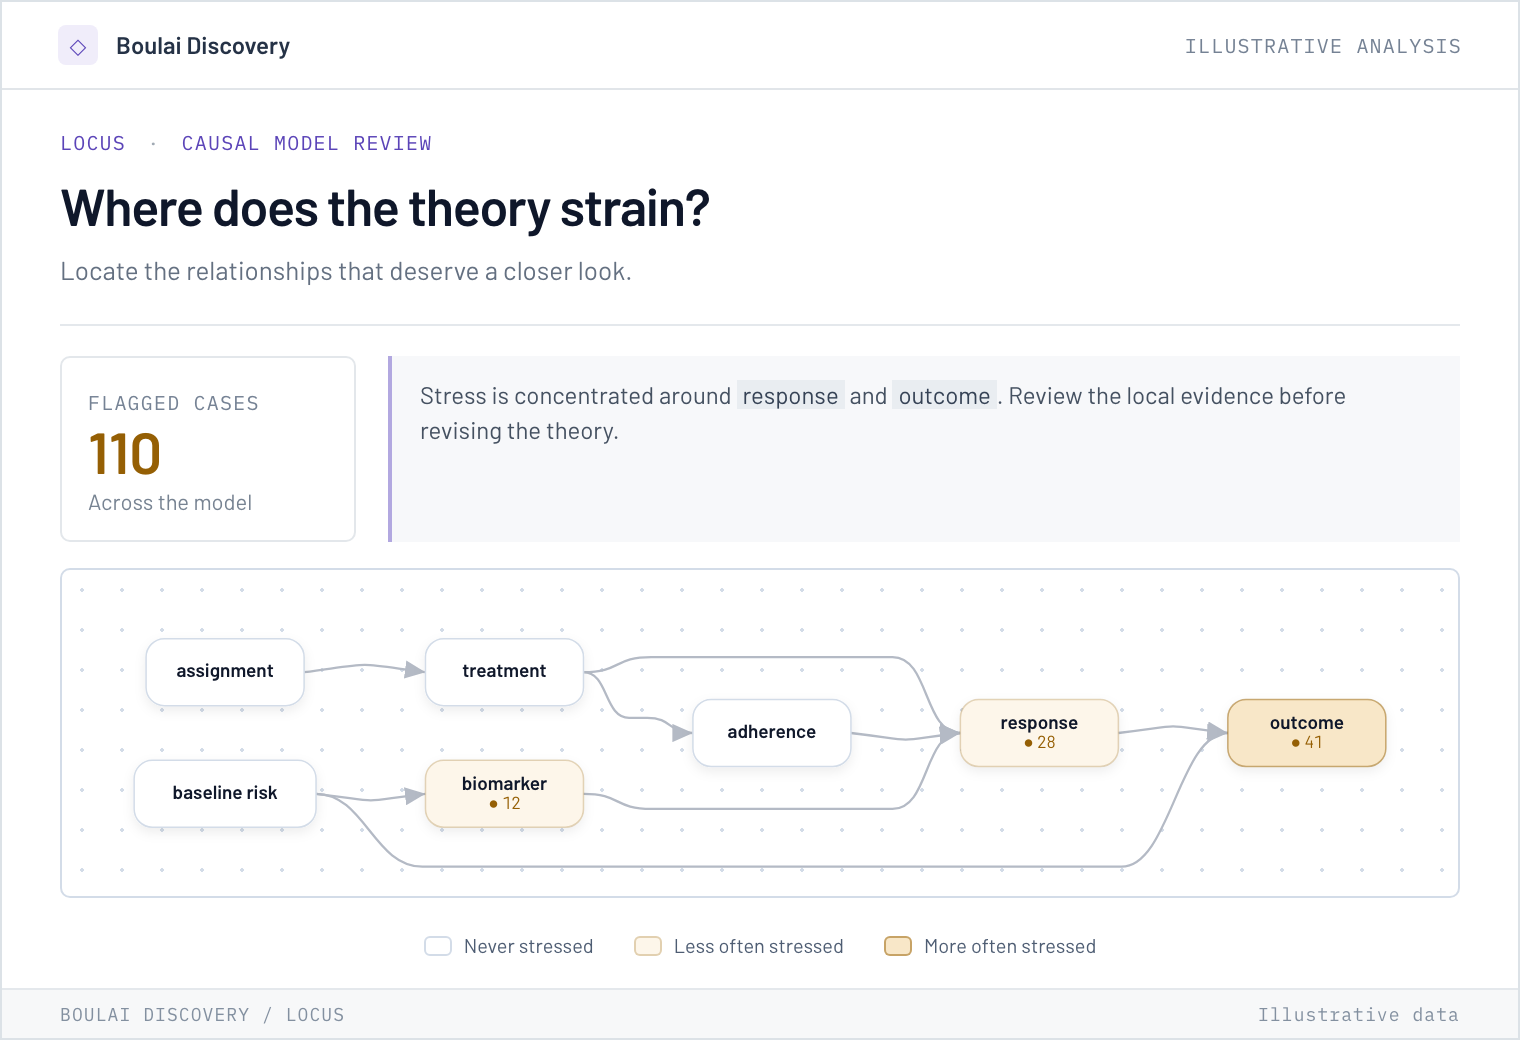 ◇ Boulai Discovery
ILLUSTRATIVE ANALYSIS
LOCUS · CAUSAL MODEL REVIEW
Where does the theory strain?
Locate the relationships that deserve a closer look.
FLAGGED CASES
110
Across the model
Stress is concentrated around response and outcome. Review the local evidence before
revising the theory.
assignment
treatment
adherence
response
● 28
outcome
● 41
baseline risk
biomarker
● 12
Never stressed
Less often stressed
More often stressed
BOULAI DISCOVERY / LOCUS
Illustrative data